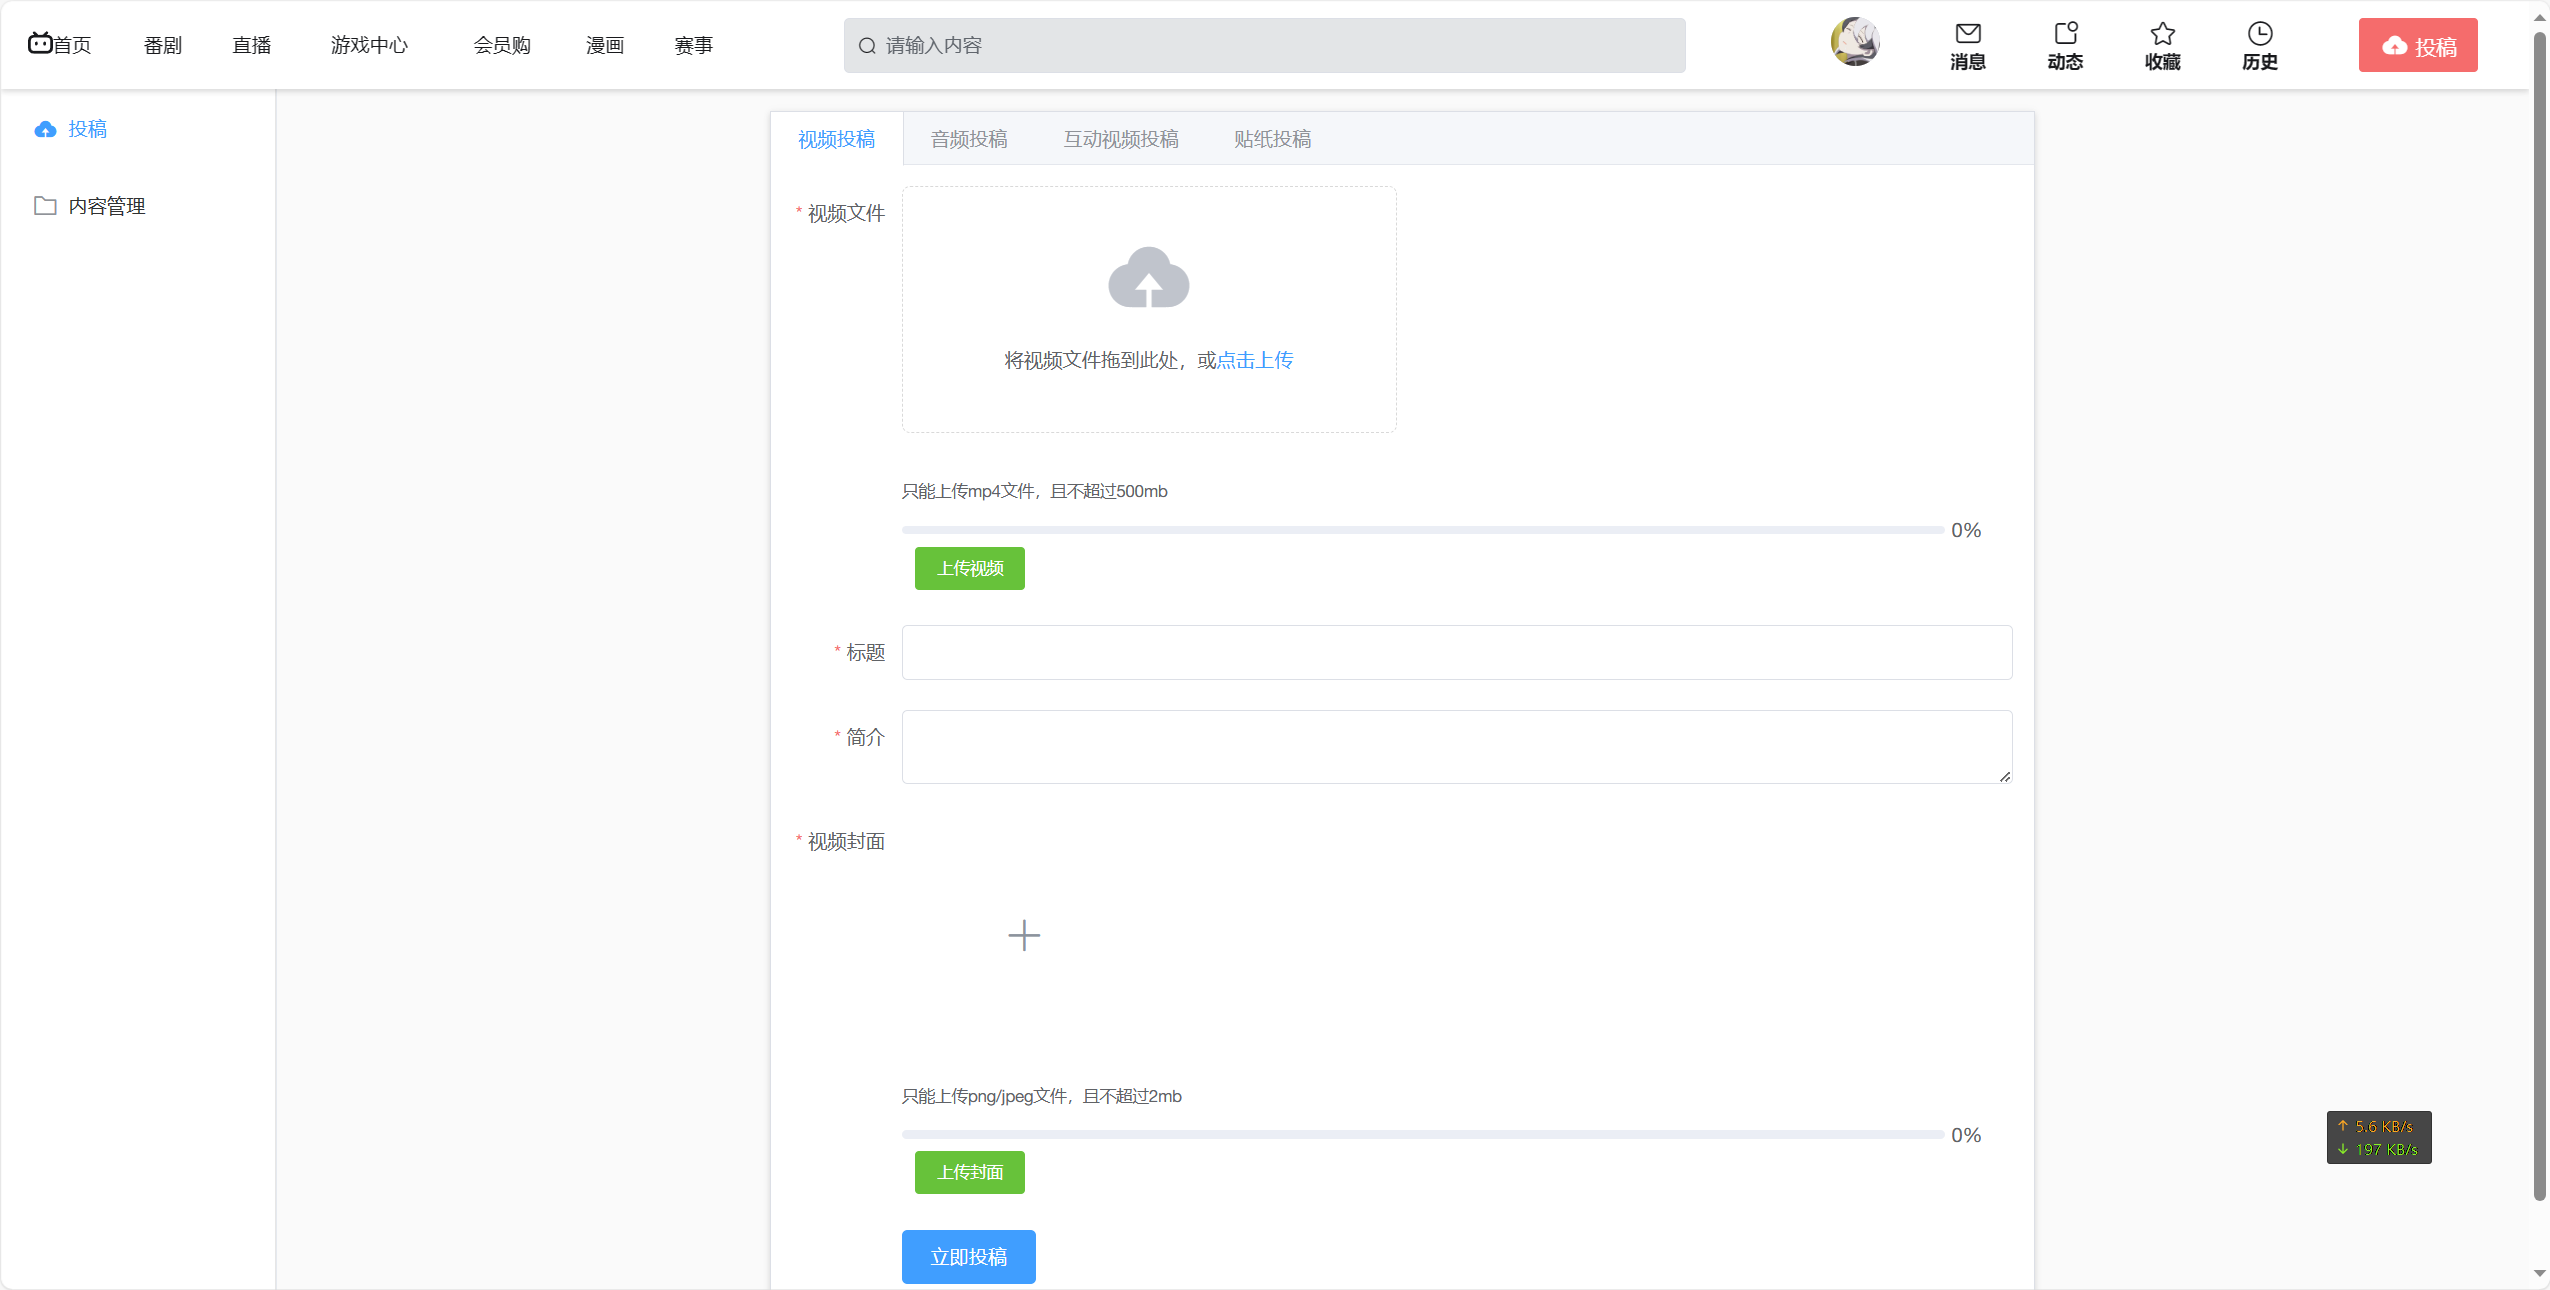 首页 番剧 直播 游戏中心 会员购 漫画 赛事 请输入内容 消息 动态 收藏 历史 投稿
投稿
内容管理
视频投稿 音频投稿 互动视频投稿 贴纸投稿
* 视频文件
将视频文件拖到此处，或点击上传
只能上传mp4文件，且不超过500mb
0%
上传视频
* 标题
* 简介
* 视频封面
只能上传png/jpeg文件，且不超过2mb
0%
上传封面
立即投稿
↑ 5.6 KB/s
↓ 197 KB/s